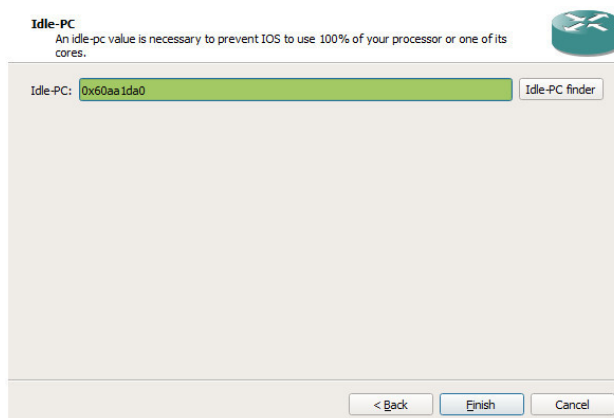 Idle-PC
An idle-pc value is necessary to prevent IOS to use 100% of your processor or one of its
cores.
Idle-PC: 0x60aa1da0 Idle-PC finder
< Back Finish Cancel